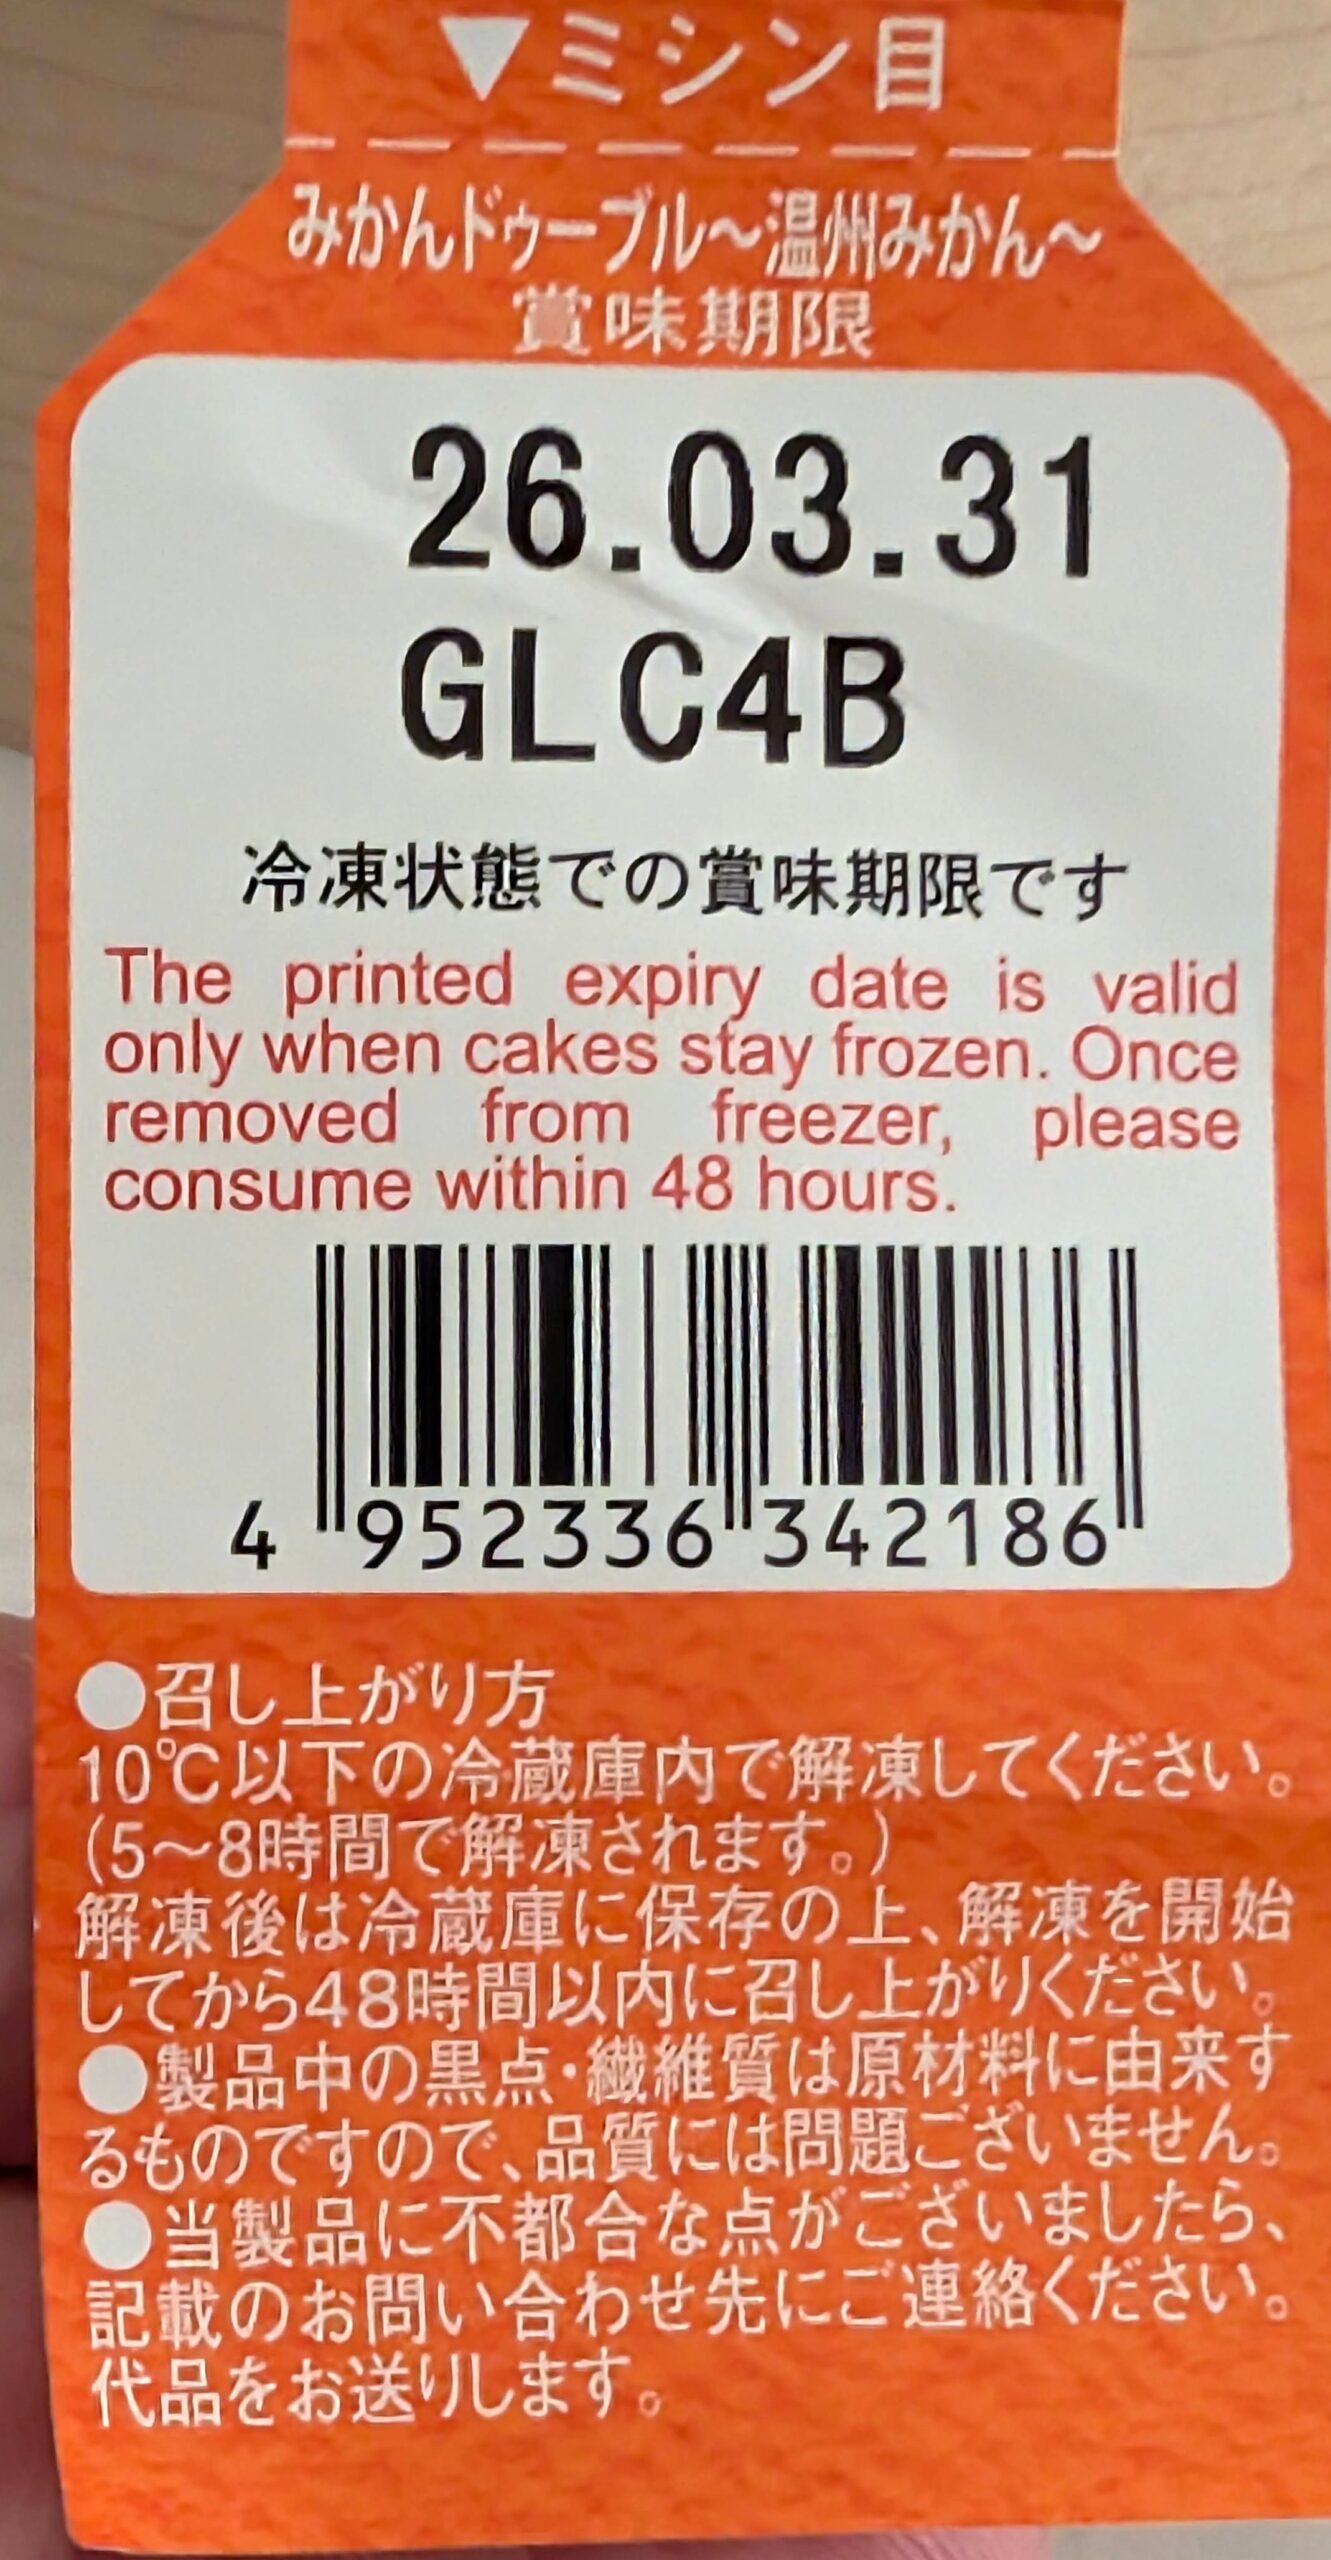 ▼ミシン目
みかんドゥーブル～温州みかん～
賞味期限
26.03.31
GLC4B
冷凍状態での賞味期限です
The printed expiry date is valid
only when cakes stay frozen. Once
removed from freezer, please
consume within 48 hours.
4 952336 342186
●召し上がり方
10℃以下の冷蔵庫内で解凍してください。
(5～8時間で解凍されます。)
解凍後は冷蔵庫に保存の上、解凍を開始
してから48時間以内に召し上がりください。
●製品中の黒点・繊維質は原材料に由来す
るものですので、品質には問題ございません。
●当製品に不都合な点がございましたら、
記載のお問い合わせ先にご連絡ください。
代品をお送りします。